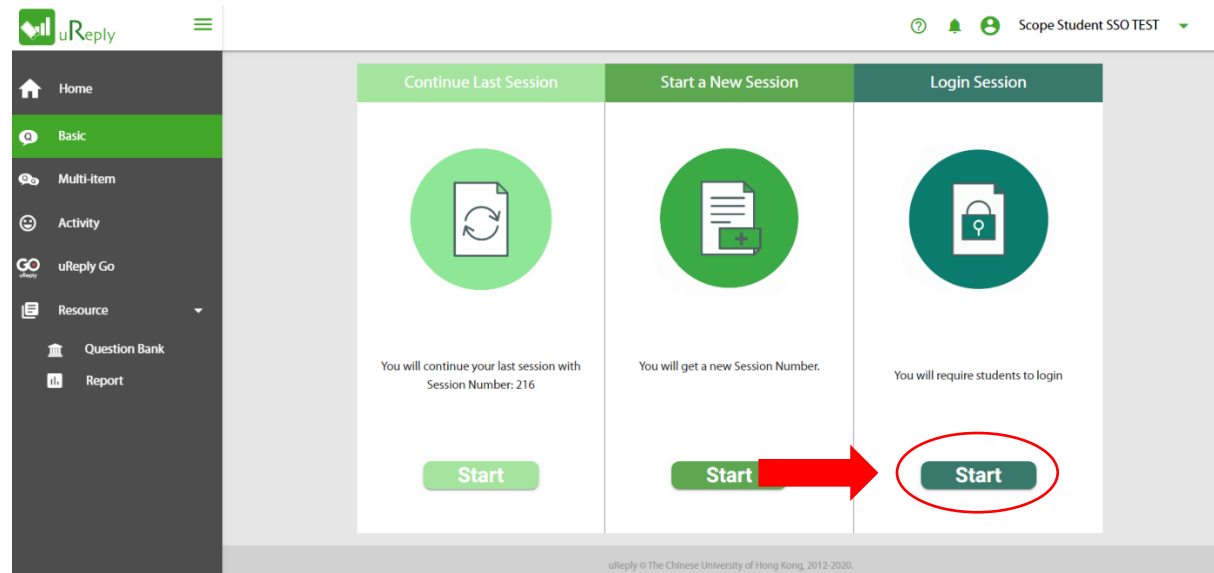 uReply
Scope Student SSO TEST
Home
Basic
Multi-item
Activity
GO
uReply
uReply Go
Resource
Question Bank
Report
Continue Last Session
Start a New Session
Login Session
You will continue your last session with
Session Number: 216
You will get a new Session Number.
You will require students to login
Start
Start
Start
uReply © The Chinese University of Hong Kong, 2012-2020.